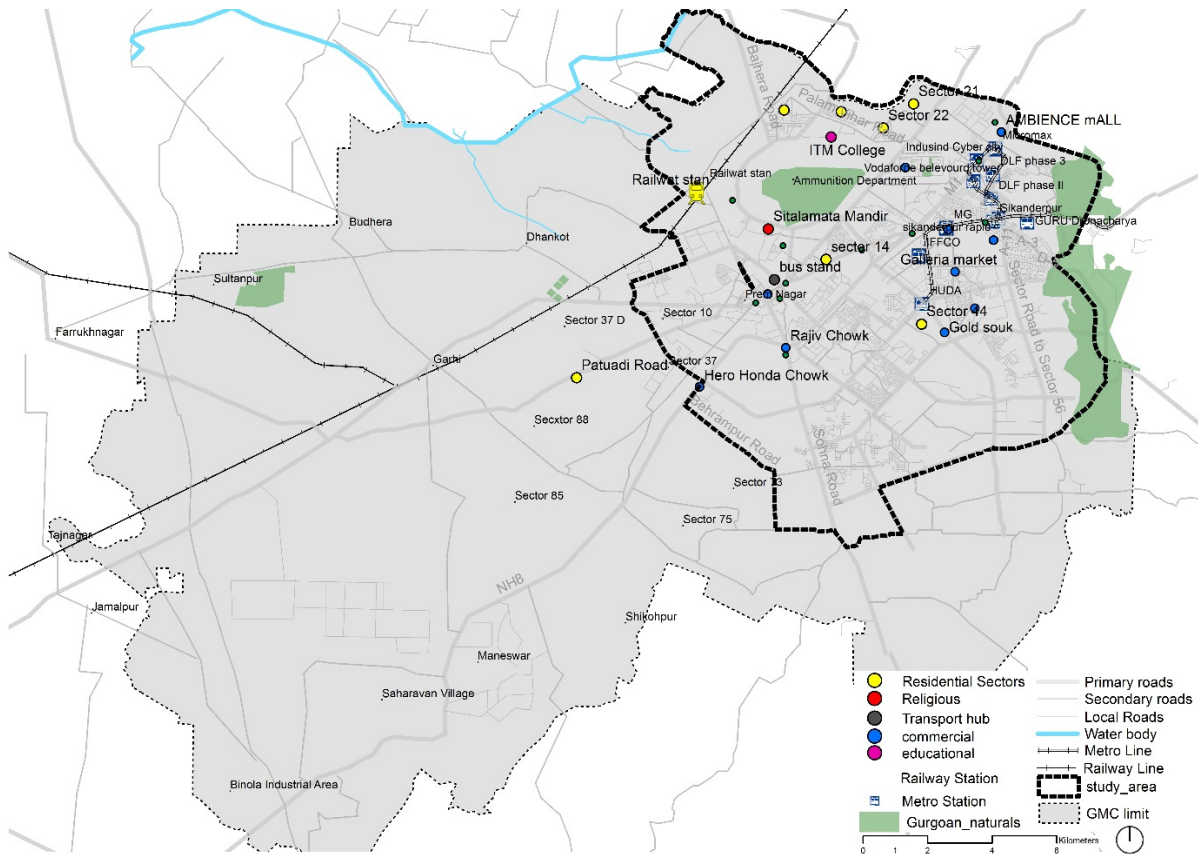 Sector 21
Bajhera Road
Palam Vihar Road
Sector 22
AMBIENCE mALL
Micromax
ITM College
Indusind Cyber city
DLF phase 3
Railwat stan
Railwat stan
Ammunition Department
Vodafone belevourd tower
DLF phase II
Sikanderpur
Sitalamata Mandir
MG
GURU Dronacharya
sikanderpur rapid
Budhera
Dhankot
sector 14
IFFCO
Galleria market
Sultanpur
bus stand
Prem Nagar
HUDA
Sector Road to Sector 56
Farrukhnagar
Sector 37 D
Sector 10
Sector 44
Gold souk
Rajiv Chowk
Garhi
Patuadi Road
Sector 37
Hero Honda Chowk
Secxtor 88
Behrampur Road
Sohna Road
Sector 85
Sector 73
Sector 75
Tajnagar
NH8
Jamalpur
Shikohpur
Maneswar
Saharavan Village
Binola Industrial Area
Residential Sectors
Religious
Transport hub
commercial
educational
Railway Station
Metro Station
Gurgoan_naturals
Primary roads
Secondary roads
Local Roads
Water body
Metro Line
Railway Line
study_area
GMC limit
0 1 2 4 6 Kilometers